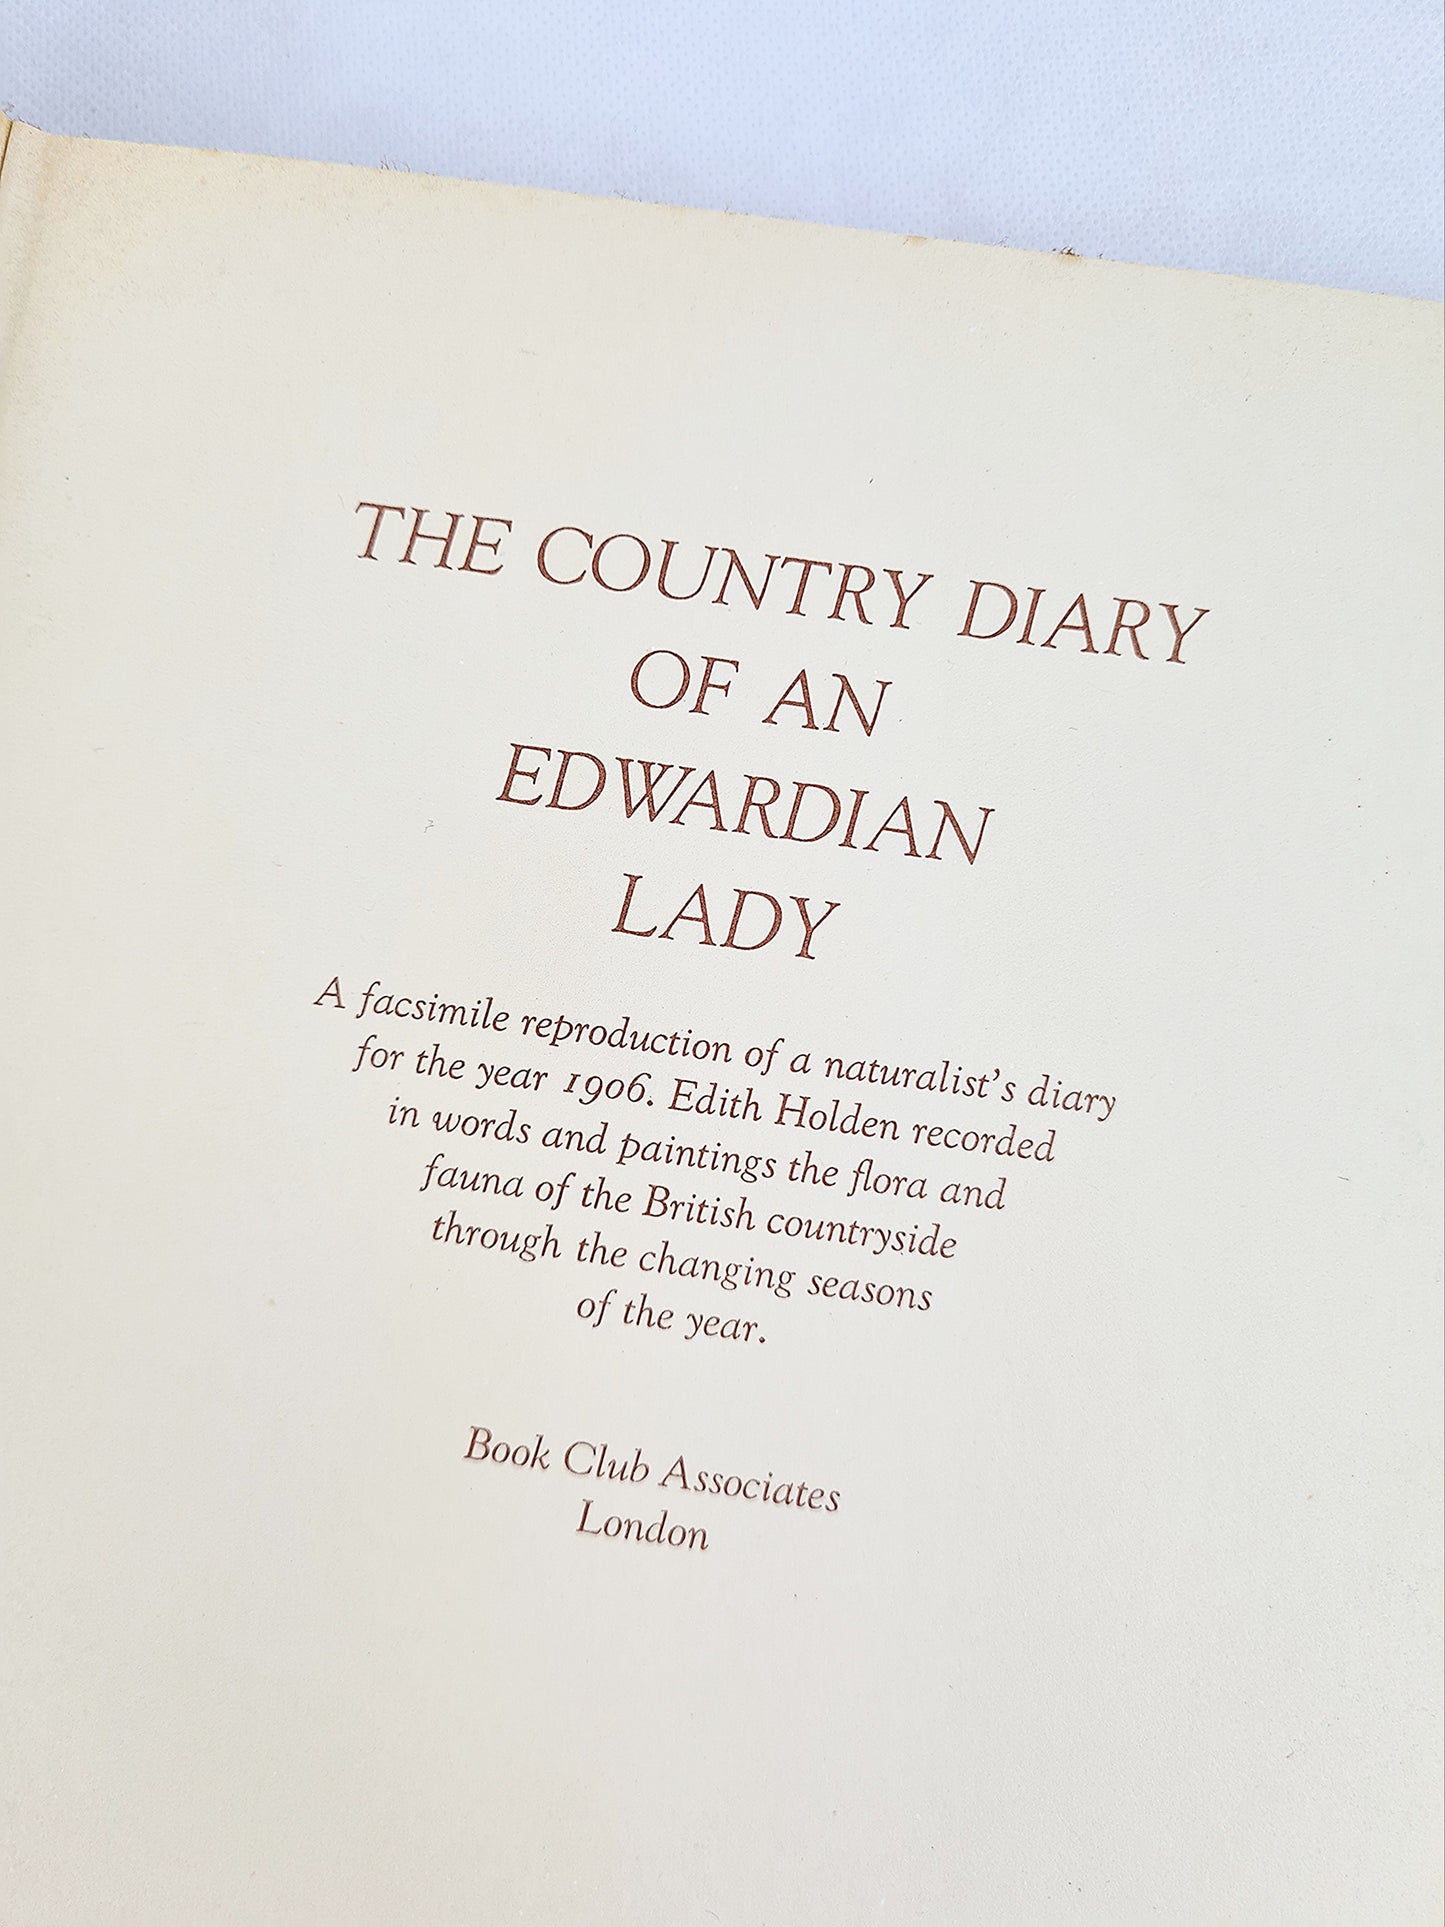 THE COUNTRY DIARY
OF AN
EDWARDIAN
LADY
A facsimile reproduction of a naturalist's diary
for the year 1906. Edith Holden recorded
in words and paintings the flora and
fauna of the British countryside
through the changing seasons
of the year.
Book Club Associates
London